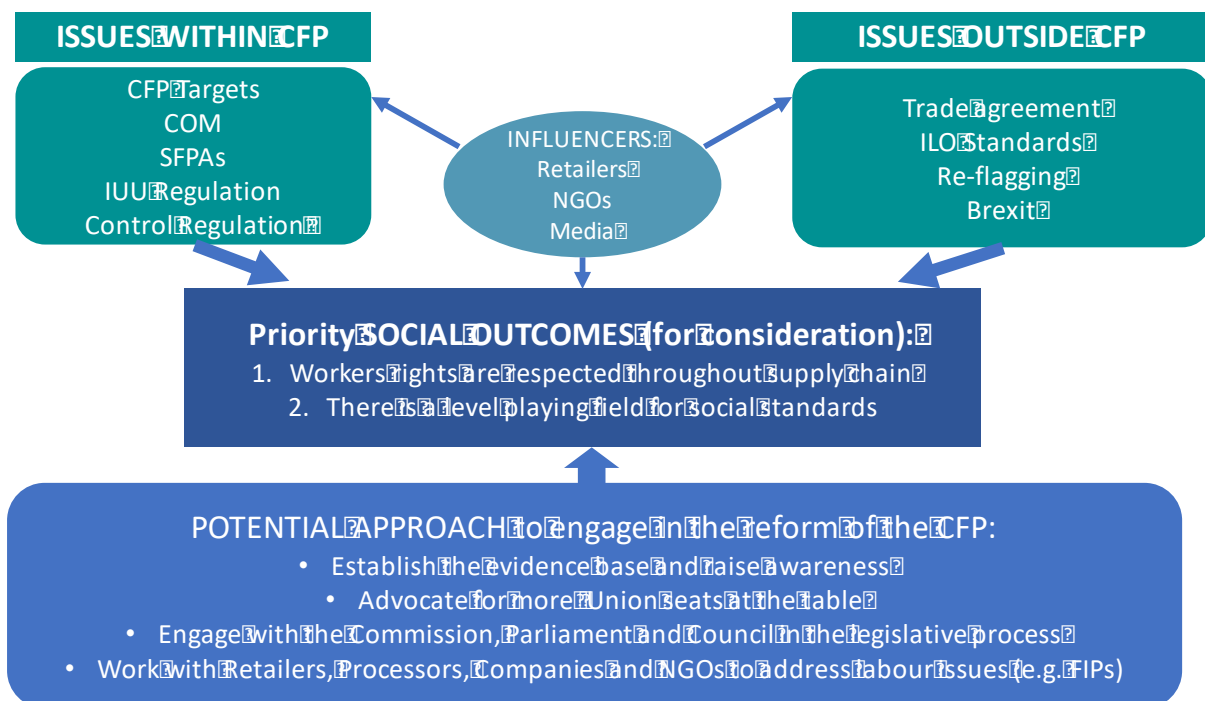 ISSUES WITHIN CFP
CFP Targets
COM
SFPAs
IUU Regulation
Control Regulation
INFLUENCERS:
Retailers
NGOs
Media
ISSUES OUTSIDE CFP
Trade agreement
ILO Standards
Re-flagging
Brexit
Priority SOCIAL OUTCOMES (for consideration):
1. Workers rights are respected throughout supply chain
2. There is a level playing field for social standards
POTENTIAL APPROACH to engage in the reform of the CFP:
• Establish the evidence base and raise awareness
• Advocate for more Union seats at the table
• Engage with the Commission, Parliament and Council in the legislative process
• Work with Retailers, Processors, Companies and NGOs to address labour issues (e.g. FIPs)